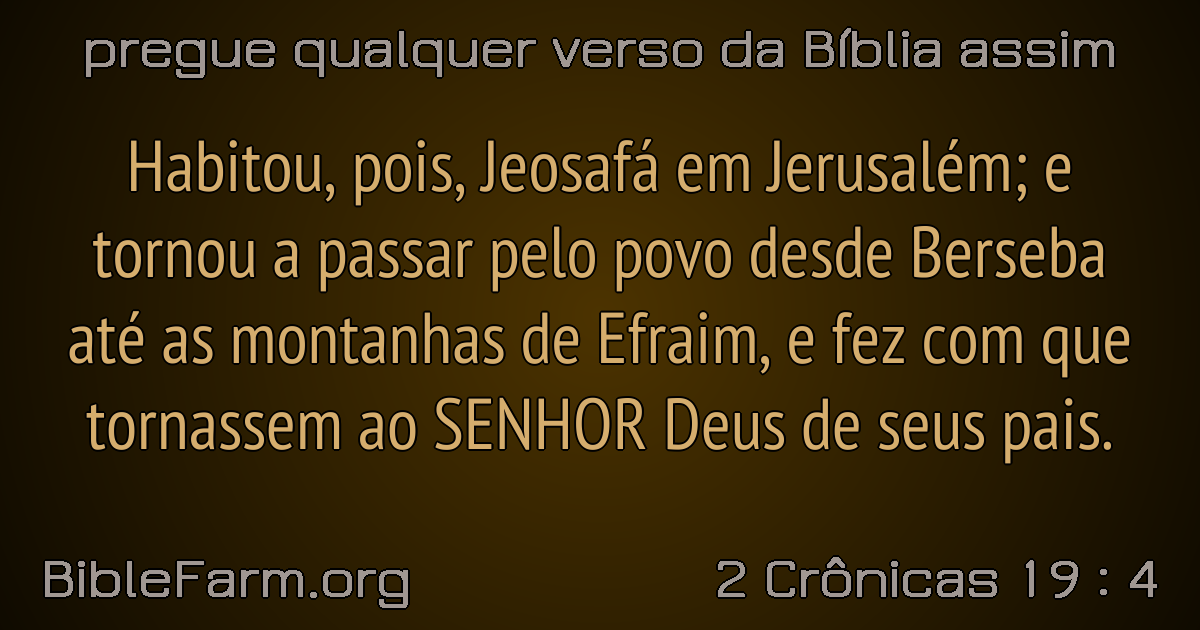 pregue qualquer verso da Bíblia assim
Habitou, pois, Jeosafá em Jerusalém; e
tornou a passar pelo povo desde Berseba
até as montanhas de Efraim, e fez com que
tornassem ao SENHOR Deus de seus pais.
BibleFarm.org
2 Crônicas 19 : 4